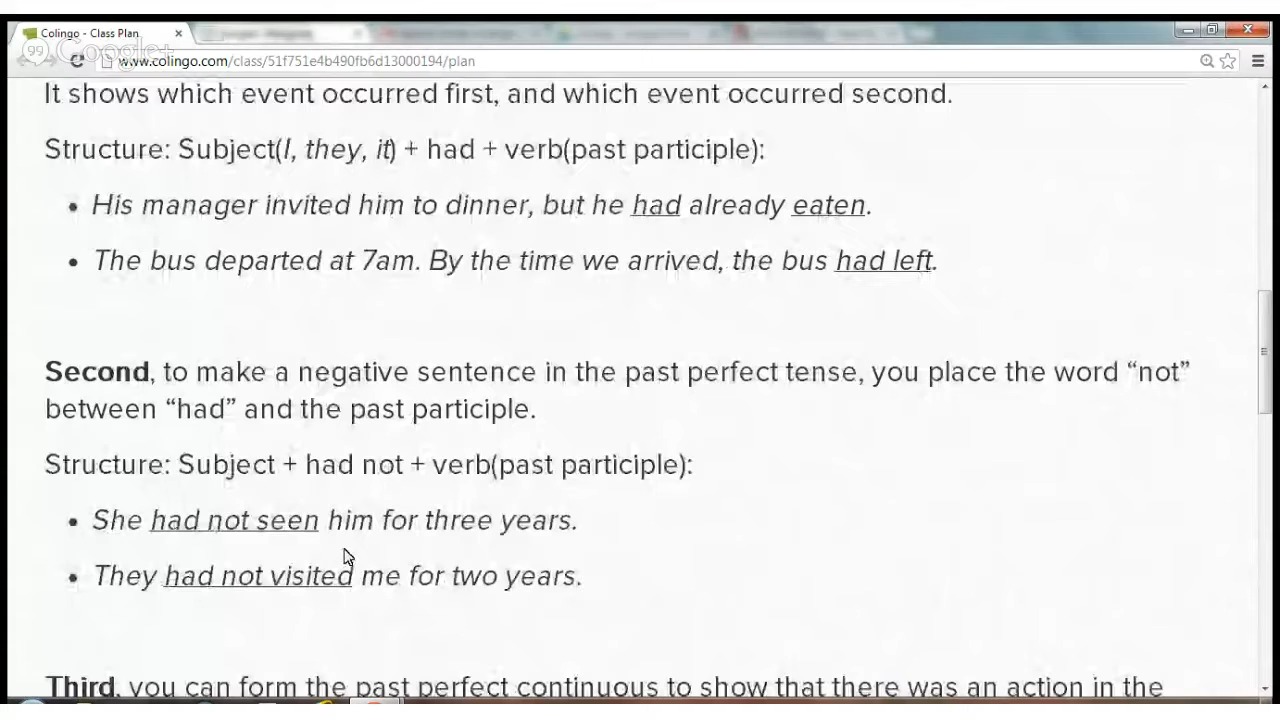 Colingo - Class Plan
99 Google+
www.colingo.com/class/51f751e4b490fb6d13000194/plan
It shows which event occurred first, and which event occurred second.
Structure: Subject(I, they, it) + had + verb(past participle):
• His manager invited him to dinner, but he had already eaten.
• The bus departed at 7am. By the time we arrived, the bus had left.
Second, to make a negative sentence in the past perfect tense, you place the word “not”
between “had” and the past participle.
Structure: Subject + had not + verb(past participle):
• She had not seen him for three years.
• They had not visited me for two years.
Third, you can form the past perfect continuous to show that there was an action in the